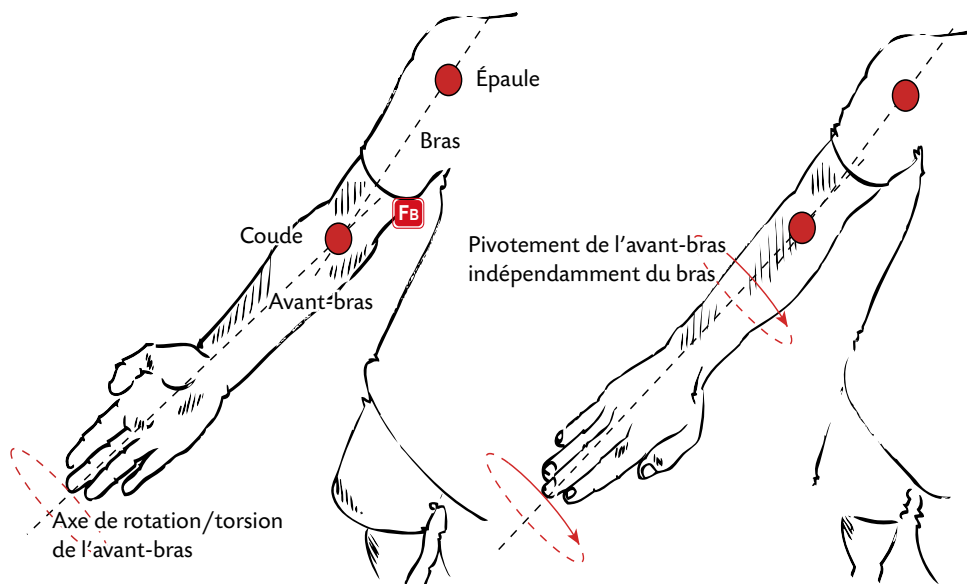 Épaule
Bras
FB
Coude
Avant-bras
Axe de rotation/torsion
de l'avant-bras
Pivotement de l'avant-bras
indépendamment du bras